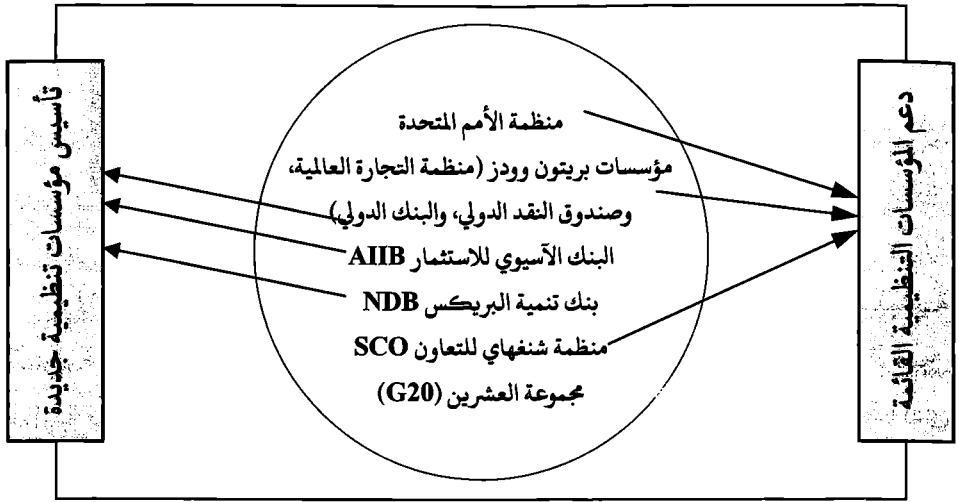 دعم المؤسسات التنظيمية القائمة
منظمة الأمم المتحدة
مؤسسات بريتون وودز (منظمة التجارة العالمية،
وصندوق النقد الدولي، والبنك الدولي)
البنك الآسيوي للاستثمار AIIB
بنك تنمية البريكس NDB
منظمة شنغهاي للتعاون SCO
مجموعة العشرين (G20)
تأسيس مؤسسات تنظيمية جديدة